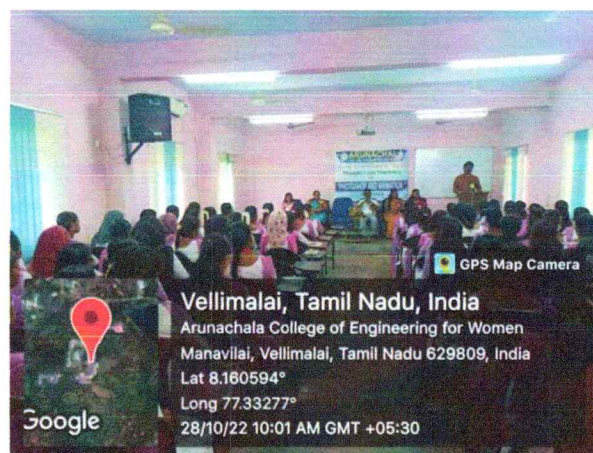 ARUNACHALA
GPS Map Camera
Vellimalai, Tamil Nadu, India
Arunachala College of Engineering for Women
Manavilai, Vellimalai, Tamil Nadu 629809, India
Lat 8.160594°
Long 77.33277°
28/10/22 10:01 AM GMT +05:30
Google